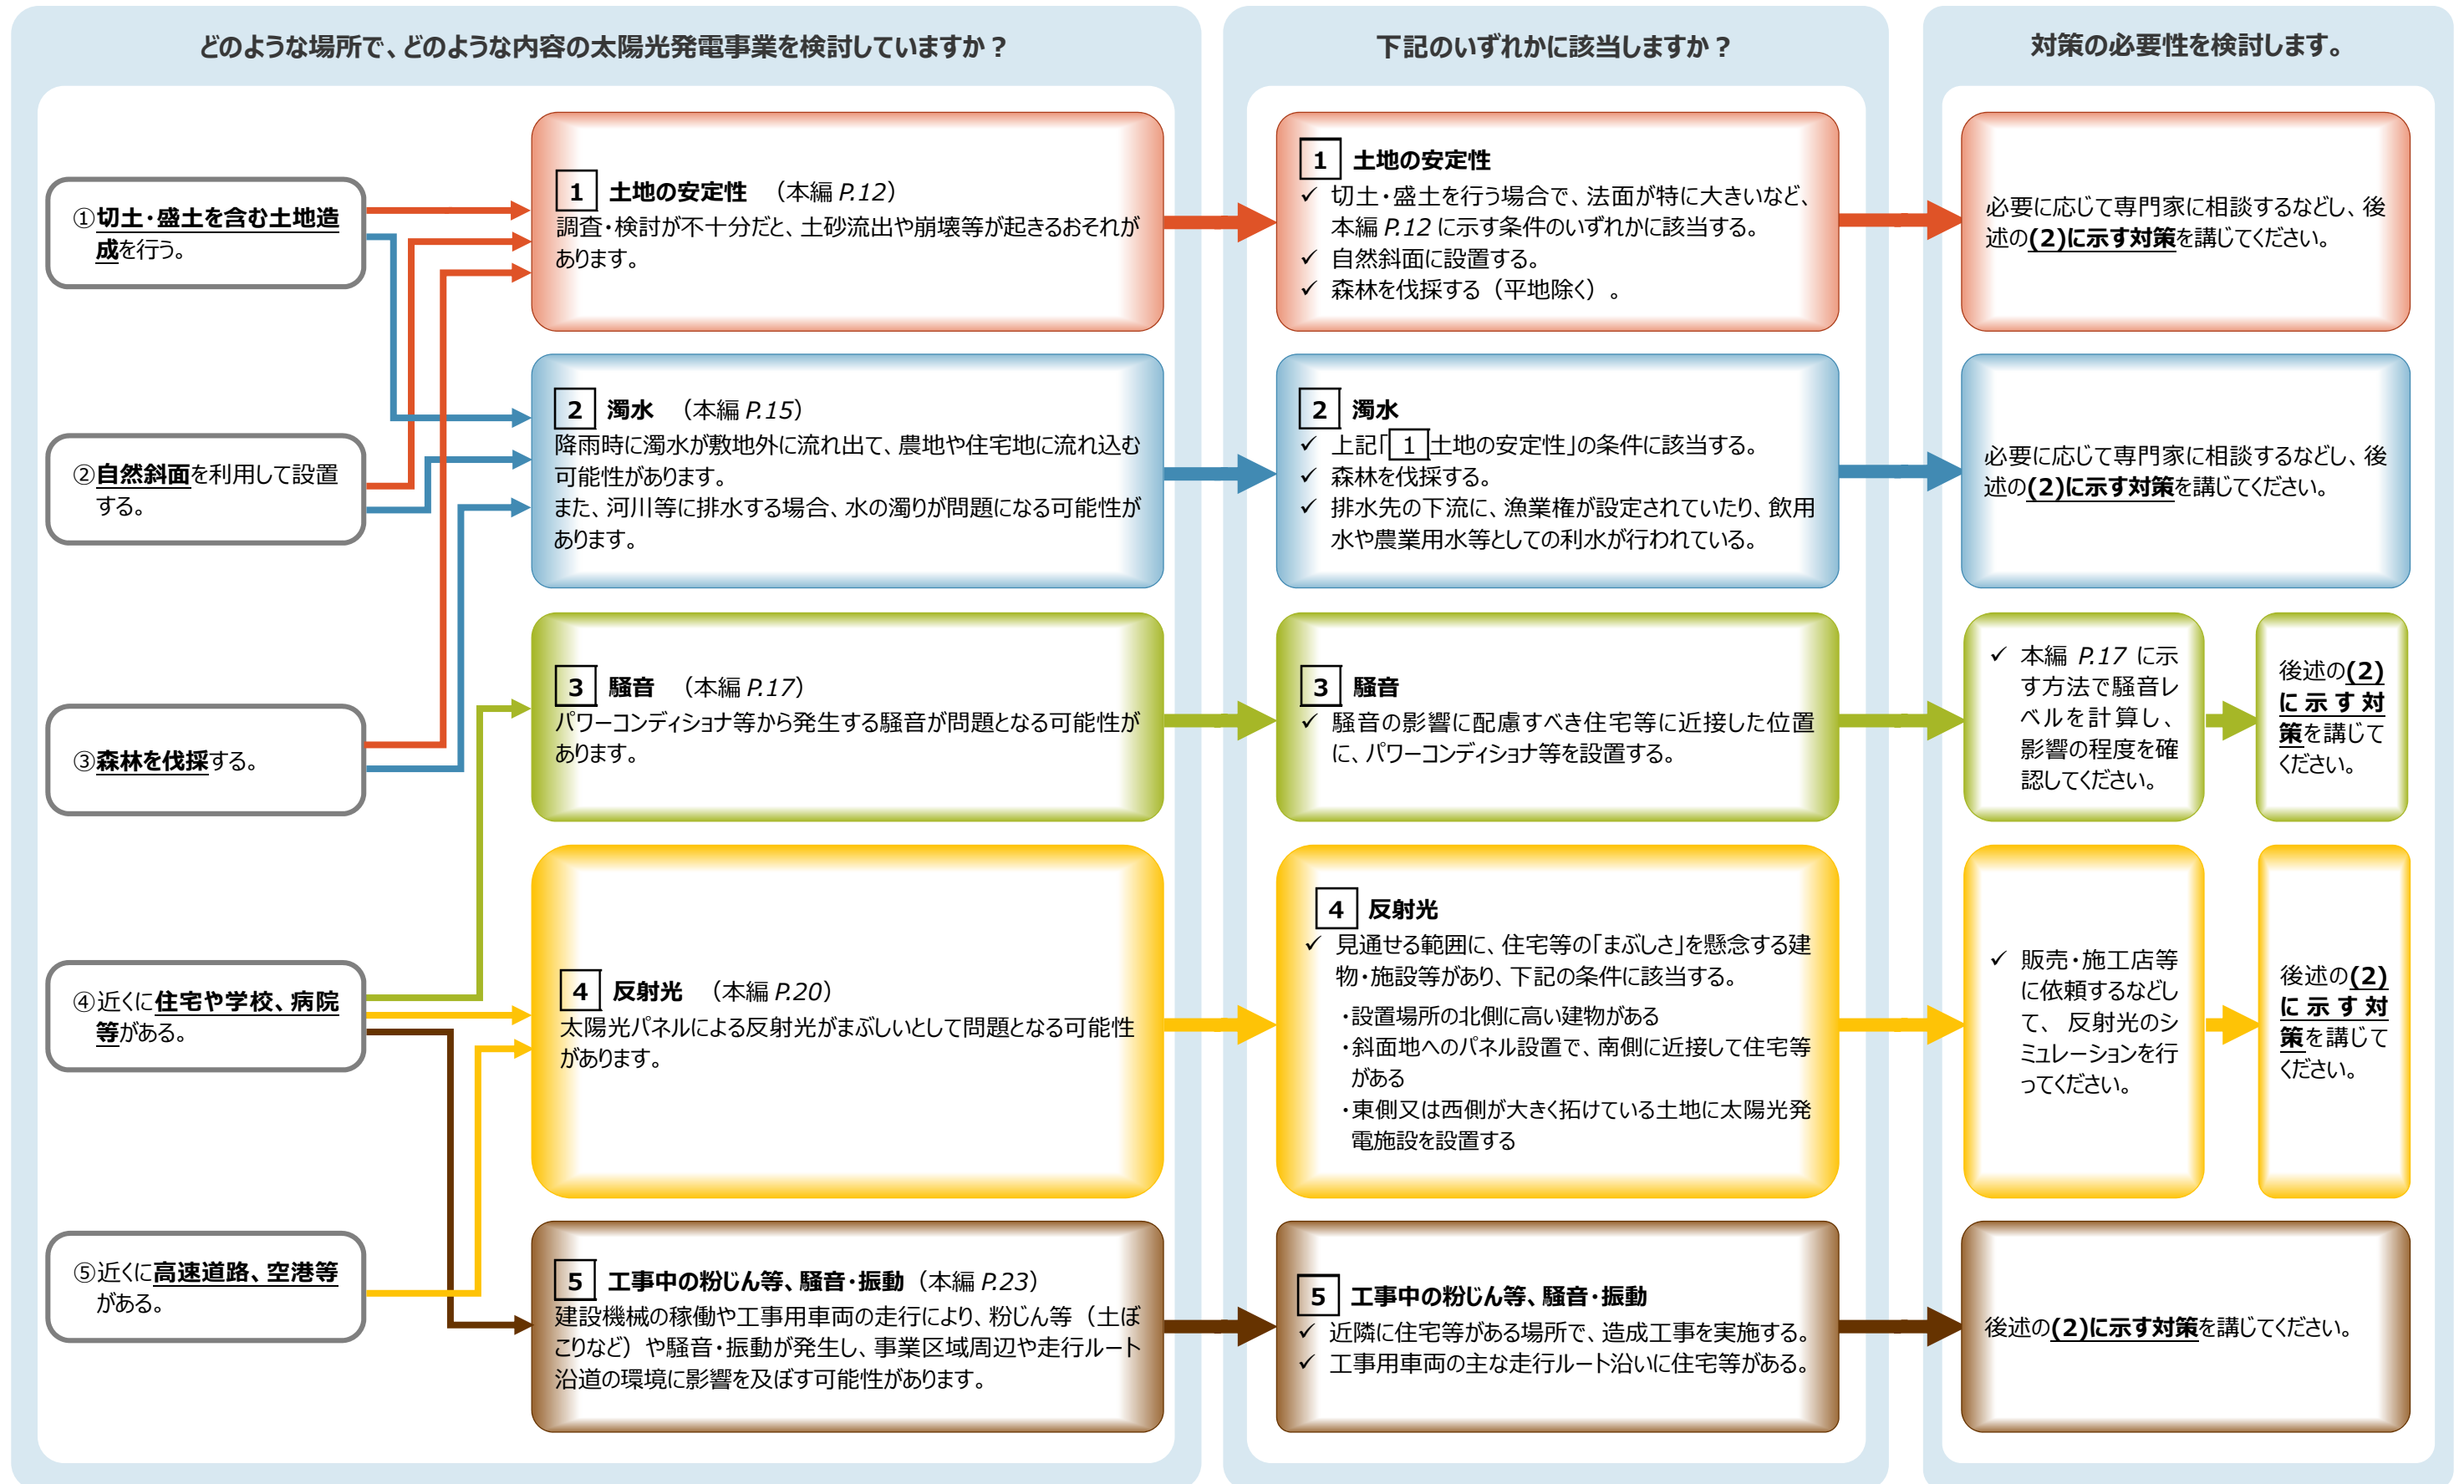 どのような場所で、どのような内容の太陽光発電事業を検討していますか？
①切土・盛土を含む土地造
成を行う。
②自然斜面を利用して設置
する。
③森林を伐採する。
④近くに住宅や学校、病院
等がある。
⑤近くに高速道路、空港等
がある。
1 土地の安定性 （本編 P.12）
調査・検討が不十分だと、土砂流出や崩壊等が起きるおそれが
あります。
2 濁水 （本編 P.15）
降雨時に濁水が敷地外に流れ出て、農地や住宅地に流れ込む
可能性があります。
また、河川等に排水する場合、水の濁りが問題になる可能性が
あります。
3 騒音 （本編 P.17）
パワーコンディショナ等から発生する騒音が問題となる可能性が
あります。
4 反射光 （本編 P.20）
太陽光パネルによる反射光がまぶしいとして問題となる可能性
があります。
5 工事中の粉じん等、騒音・振動（本編 P.23）
建設機械の稼働や工事用車両の走行により、粉じん等（土ぼ
こりなど）や騒音・振動が発生し、事業区域周辺や走行ルート
沿道の環境に影響を及ぼす可能性があります。
下記のいずれかに該当しますか？
1 土地の安定性
✓ 切土・盛土を行う場合で、法面が特に大きいなど、
本編 P.12 に示す条件のいずれかに該当する。
✓ 自然斜面に設置する。
✓ 森林を伐採する（平地除く）。
2 濁水
✓ 上記「1 土地の安定性」の条件に該当する。
✓ 森林を伐採する。
✓ 排水先の下流に、漁業権が設定されていたり、飲用
水や農業用水等としての利水が行われている。
3 騒音
✓ 騒音の影響に配慮すべき住宅等に近接した位置
に、パワーコンディショナ等を設置する。
4 反射光
✓ 見通せる範囲に、住宅等の「まぶしさ」を懸念する建
物・施設等があり、下記の条件に該当する。
・設置場所の北側に高い建物がある
・斜面地へのパネル設置で、南側に近接して住宅等
がある
・東側又は西側が大きく拓けている土地に太陽光発
電施設を設置する
5 工事中の粉じん等、騒音・振動
✓ 近隣に住宅等がある場所で、造成工事を実施する。
✓ 工事用車両の主な走行ルート沿いに住宅等がある。
対策の必要性を検討します。
必要に応じて専門家に相談するなどし、後
述の(2)に示す対策を講じてください。
必要に応じて専門家に相談するなどし、後
述の(2)に示す対策を講じてください。
✓ 本編 P.17 に示
す方法で騒音レ
ベルを計算し、
影響の程度を確
認してください。
後述の(2)
に示す対
策を講じて
ください。
✓ 販売・施工店等
に依頼するなどし
て、反射光のシ
ミュレーションを行
ってください。
後述の(2)
に示す対
策を講じて
ください。
後述の(2)に示す対策を講じてください。